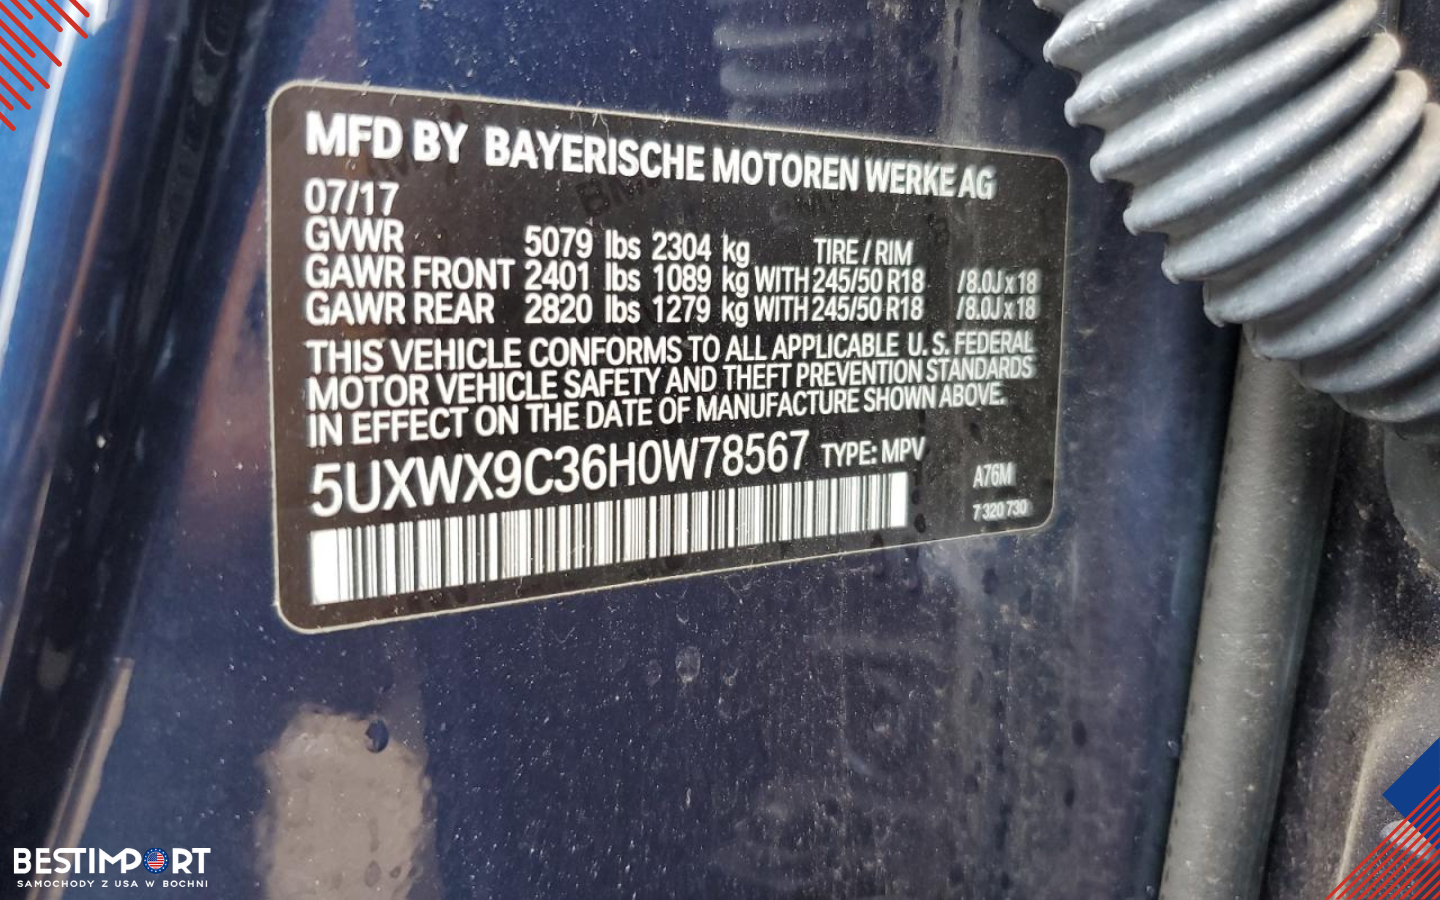 MFD BY BAYERISCHE MOTOREN WERKE AG
07/17
GVWR 5079 lbs 2304 kg TIRE / RIM
GAWR FRONT 2401 lbs 1089 kg WITH 245/50 R18 /8.0J x 18
GAWR REAR 2820 lbs 1279 kg WITH 245/50 R18 /8.0J x 18
THIS VEHICLE CONFORMS TO ALL APPLICABLE U. S. FEDERAL
MOTOR VEHICLE SAFETY AND THEFT PREVENTION STANDARDS
IN EFFECT ON THE DATE OF MANUFACTURE SHOWN ABOVE.
5UXWX9C36H0W78567 TYPE: MPV
A76M
7 320 730
BESTIMPORT
SAMOCHODY Z USA W BOCHNI